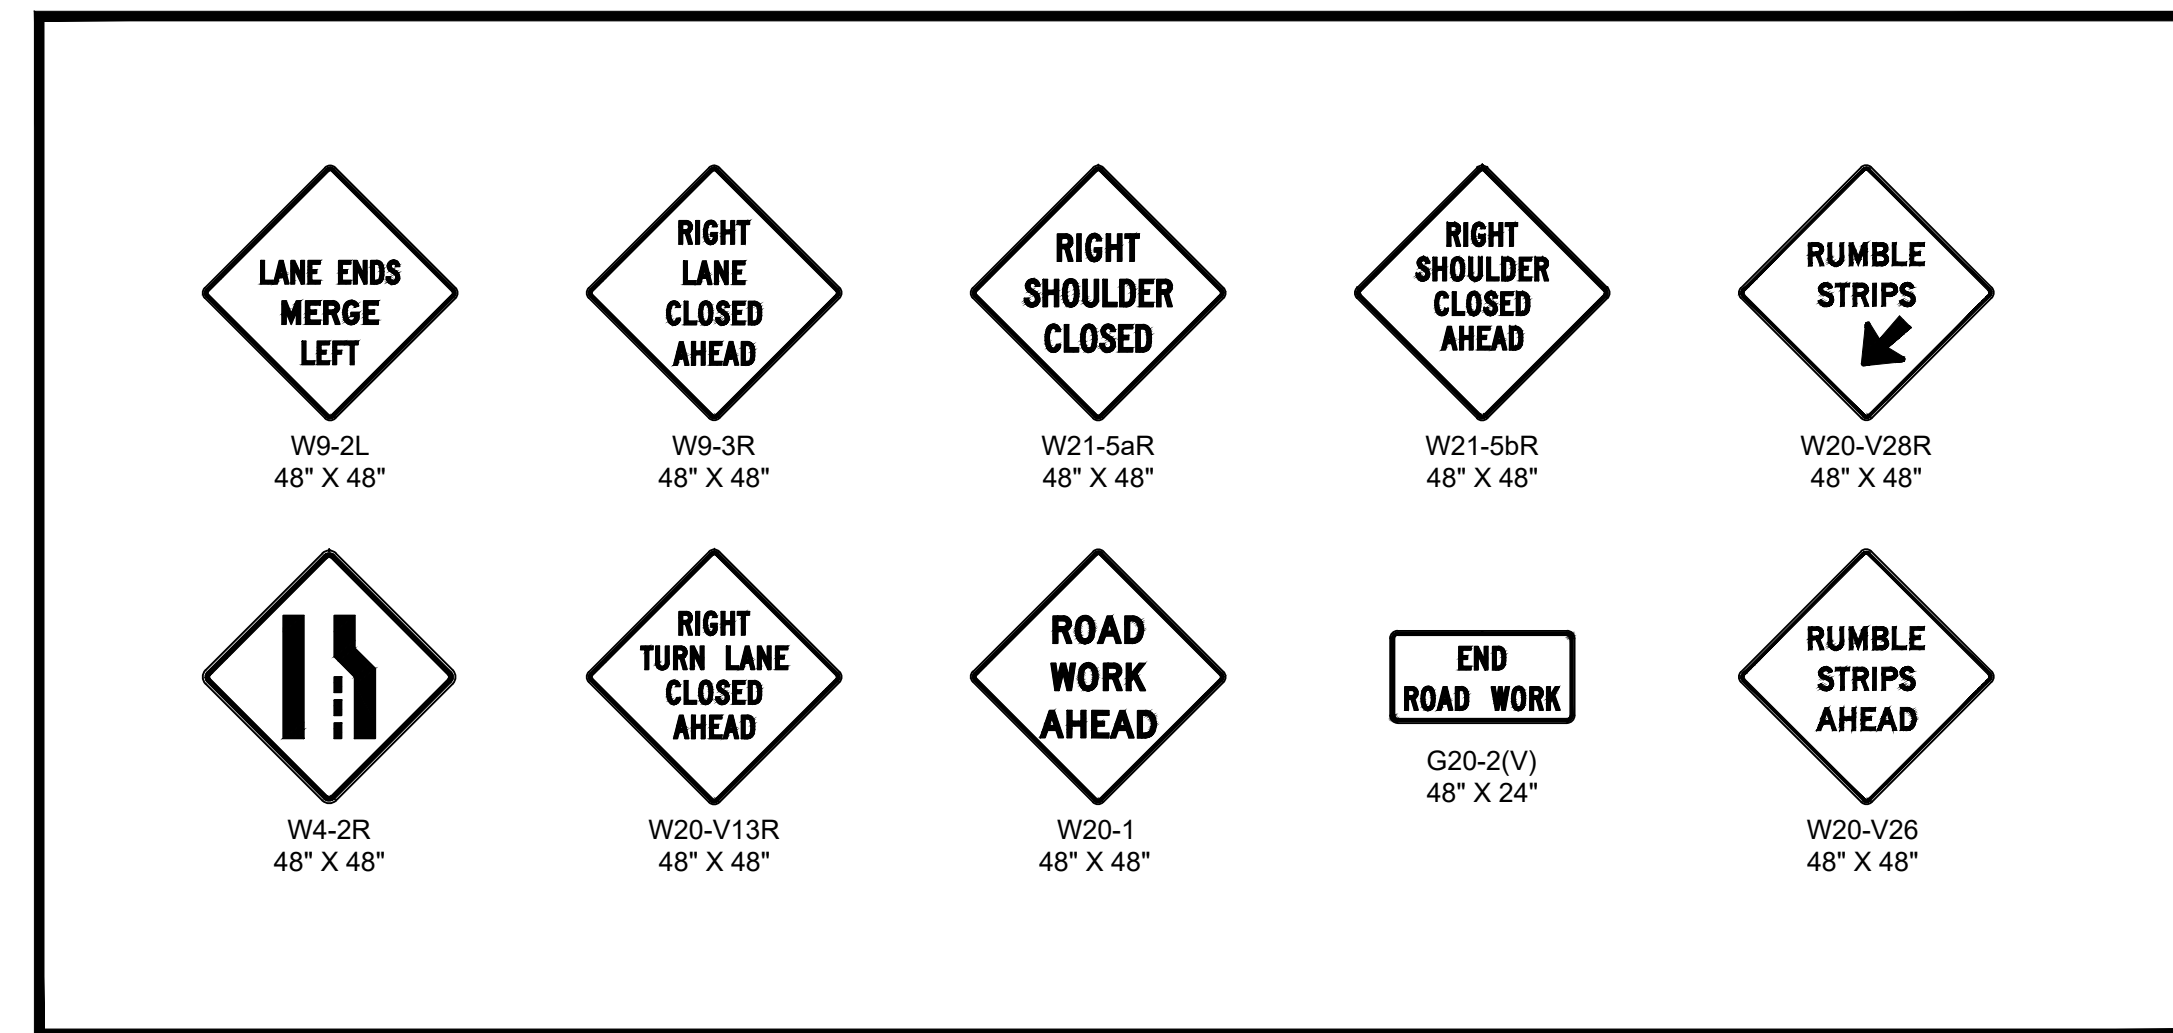 LANE ENDS
MERGE
LEFT
W9-2L
48" X 48"
RIGHT
LANE
CLOSED
AHEAD
W9-3R
48" X 48"
RIGHT
SHOULDER
CLOSED
W21-5aR
48" X 48"
RIGHT
SHOULDER
CLOSED
AHEAD
W21-5bR
48" X 48"
RUMBLE
STRIPS
W20-V28R
48" X 48"
W4-2R
48" X 48"
RIGHT
TURN LANE
CLOSED
AHEAD
W20-V13R
48" X 48"
ROAD
WORK
AHEAD
W20-1
48" X 48"
END
ROAD WORK
G20-2(V)
48" X 24"
RUMBLE
STRIPS
AHEAD
W20-V26
48" X 48"